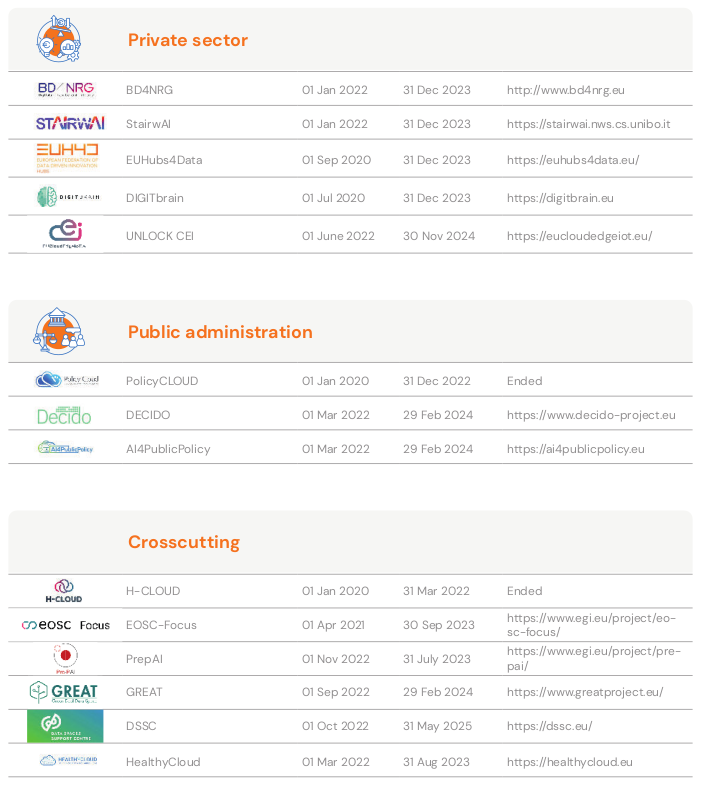 Private sector
BD4NRG BD4NRG 01 Jan 2022 31 Dec 2023 http://www.bd4nrg.eu
STAIRWAI StairwAI 01 Jan 2022 31 Dec 2023 https://stairwai.nws.cs.unibo.it
EUH4D
EUROPEAN FEDERATION OF
DATA DRIVEN INNOVATION
HUBS
EUHubs4Data 01 Sep 2020 31 Dec 2023 https://euhubs4data.eu/
DIGITBRAIN DIGITbrain 01 Jul 2020 31 Dec 2023 https://digitbrain.eu
cei
UNLOCK CEI 01 June 2022 30 Nov 2024 https://eucloudedgeiot.eu/
Public administration
Policy Cloud PolicyCLOUD 01 Jan 2020 31 Dec 2022 Ended
Decido DECIDO 01 Mar 2022 29 Feb 2024 https://www.decido-project.eu
AI4PublicPolicy AI4PublicPolicy 01 Mar 2022 29 Feb 2024 https://ai4publicpolicy.eu
Crosscutting
H-CLOUD H-CLOUD 01 Jan 2020 31 Mar 2022 Ended
eosc Focus EOSC-Focus 01 Apr 2021 30 Sep 2023 https://www.egi.eu/project/eo-
sc-focus/
PrepAI 01 Nov 2022 31 July 2023 https://www.egi.eu/project/pre-
pai/
GREAT GREAT 01 Sep 2022 29 Feb 2024 https://www.greatproject.eu/
DATA SPACES
SUPPORT CENTRE
DSSC 01 Oct 2022 31 May 2025 https://dssc.eu/
HEALTHYCLOUD HealthyCloud 01 Mar 2022 31 Aug 2023 https://healthycloud.eu